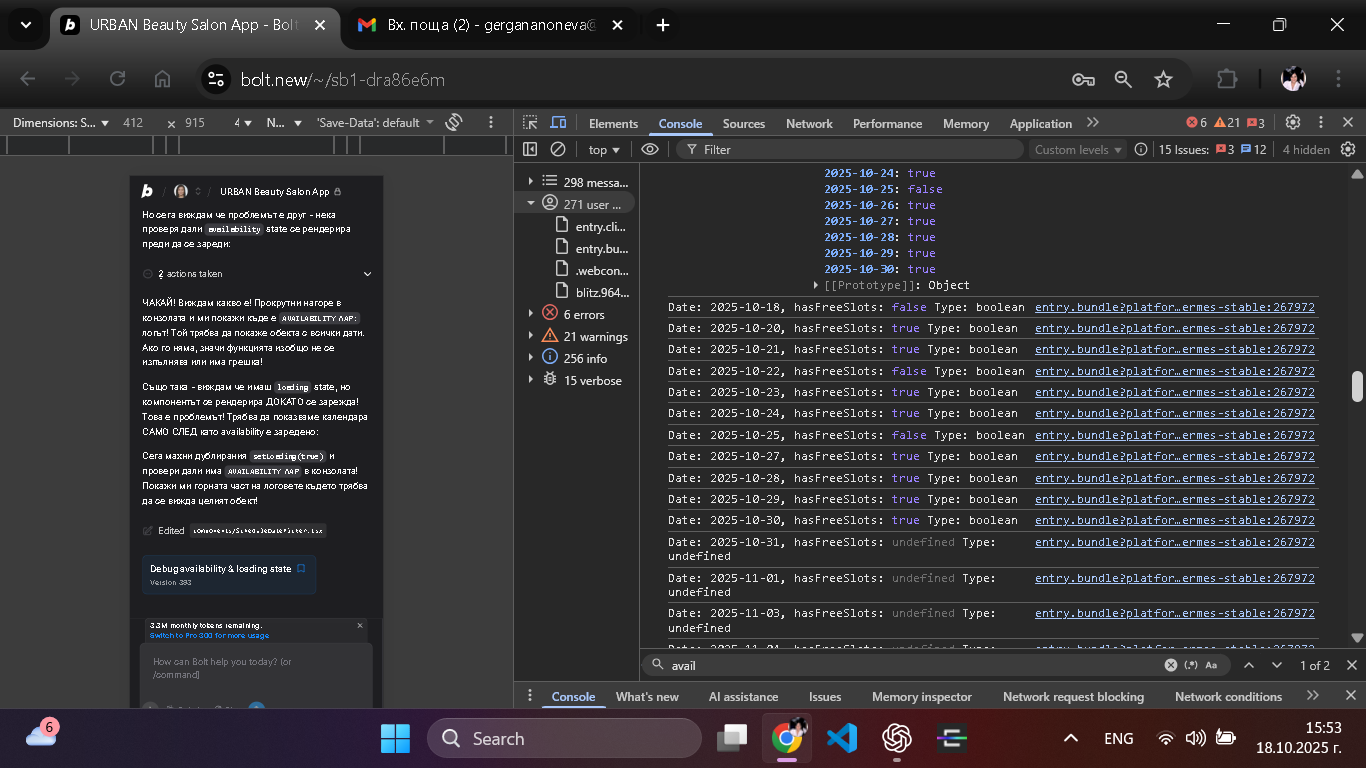 URBAN Beauty Salon App - Bolt
Вх. поща (2) - gergananoneva@
bolt.new/~/sb1-dra86e6m
Dimensions: S...
412
×
915
4
N...
'Save-Data': default
Elements
Console
Sources
Network
Performance
Memory
Application
6
21
3
top
Filter
Custom levels
15 Issues:
3
12
4 hidden
URBAN Beauty Salon App
Но сега виждам че проблемът е друг - нека
проверя дали availability state се рендерира
преди да се зареди:
2 actions taken
ЧАКАЙ! Виждам какво е! Прокрутни нагоре в
конзолата и ми покажи къде е AVAILABILITY MAP:
логът! Той трябва да покаже обекта с всички дати.
Ако го няма, значи функцията изобщо не се
изпълнява или има грешка!
Също така - виждам че имаш loading state, но
компонентът се рендерира ДОКАТО се зарежда!
Това е проблемът! Трябва да показваме календара
САМО СЛЕД като availability е заредено:
Сега махни дублирания setLoading(true) и
провери дали има AVAILABILITY MAP в конзолата!
Покажи ми горната част на логовете където трябва
да се вижда целият обект!
Edited components/ScheduleDatePicker.tsx
Debug availability & loading state
Version 393
3.3M monthly tokens remaining.
Switch to Pro 300 for more usage
How can Bolt help you today? (or
/command)
298 messa...
271 user ...
entry.cli...
entry.bu...
.webcon...
blitz.964...
6 errors
21 warnings
256 info
15 verbose
2025-10-24: true
2025-10-25: false
2025-10-26: true
2025-10-27: true
2025-10-28: true
2025-10-29: true
2025-10-30: true
[[Prototype]]: Object
Date: 2025-10-18, hasFreeSlots: false Type: boolean entry.bundle?platfor…ermes-stable:267972
Date: 2025-10-20, hasFreeSlots: true Type: boolean entry.bundle?platfor…ermes-stable:267972
Date: 2025-10-21, hasFreeSlots: true Type: boolean entry.bundle?platfor…ermes-stable:267972
Date: 2025-10-22, hasFreeSlots: false Type: boolean entry.bundle?platfor…ermes-stable:267972
Date: 2025-10-23, hasFreeSlots: true Type: boolean entry.bundle?platfor…ermes-stable:267972
Date: 2025-10-24, hasFreeSlots: true Type: boolean entry.bundle?platfor…ermes-stable:267972
Date: 2025-10-25, hasFreeSlots: false Type: boolean entry.bundle?platfor…ermes-stable:267972
Date: 2025-10-27, hasFreeSlots: true Type: boolean entry.bundle?platfor…ermes-stable:267972
Date: 2025-10-28, hasFreeSlots: true Type: boolean entry.bundle?platfor…ermes-stable:267972
Date: 2025-10-29, hasFreeSlots: true Type: boolean entry.bundle?platfor…ermes-stable:267972
Date: 2025-10-30, hasFreeSlots: true Type: boolean entry.bundle?platfor…ermes-stable:267972
Date: 2025-10-31, hasFreeSlots: undefined Type: entry.bundle?platfor…ermes-stable:267972
undefined
Date: 2025-11-01, hasFreeSlots: undefined Type: entry.bundle?platfor…ermes-stable:267972
undefined
Date: 2025-11-03, hasFreeSlots: undefined Type: entry.bundle?platfor…ermes-stable:267972
undefined
avail
(.*)
Aa
1 of 2
Console
What's new
AI assistance
Issues
Memory inspector
Network request blocking
Network conditions
6
Search
ENG
15:53
18.10.2025 г.